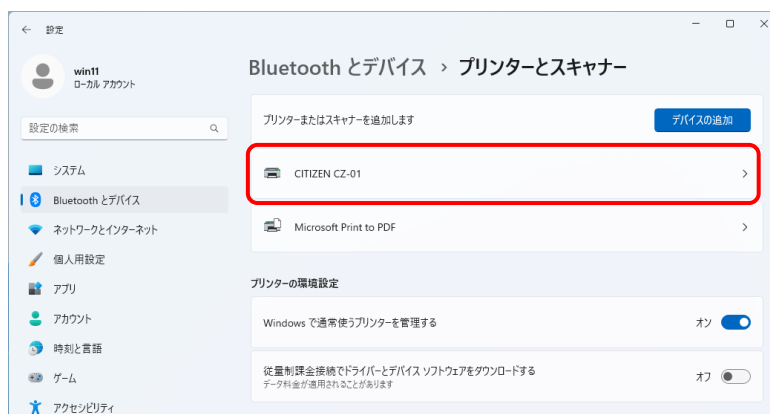 設定
win11
ローカル アカウント
設定の検索
システム
Bluetooth とデバイス
ネットワークとインターネット
個人用設定
アプリ
アカウント
時刻と言語
ゲーム
アクセシビリティ
Bluetooth とデバイス › プリンターとスキャナー
プリンターまたはスキャナーを追加します
デバイスの追加
CITIZEN CZ-01
Microsoft Print to PDF
プリンターの環境設定
Windows で通常使うプリンターを管理する
オン
従量制課金接続でドライバーとデバイス ソフトウェアをダウンロードする
データ料金が適用されることがあります
オフ